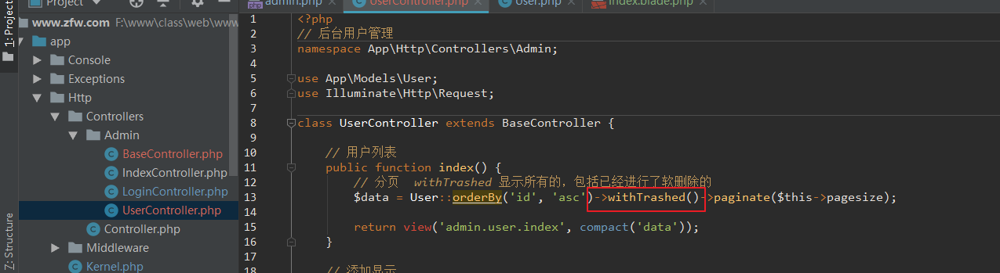 Project
admin.php
UserController.php
User.php
index.blade.php
1: Project
Z: Structure
www.zfw.com F:\www\class\web\www
app
Console
Exceptions
Http
Controllers
Admin
BaseController.php
IndexController.php
LoginController.php
UserController.php
Controller.php
Middleware
Kernel.php
1 <?php
2 // 后台用户管理
3 namespace App\Http\Controllers\Admin;
4
5 use App\Models\User;
6 use Illuminate\Http\Request;
7
8 class UserController extends BaseController {
9
10 // 用户列表
11 public function index() {
12 // 分页 withTrashed 显示所有的，包括已经进行了软删除的
13 $data = User::orderBy('id', 'asc')->withTrashed()->paginate($this->pagesize);
14
15 return view('admin.user.index', compact('data'));
16 }
17
18 // 添加显示